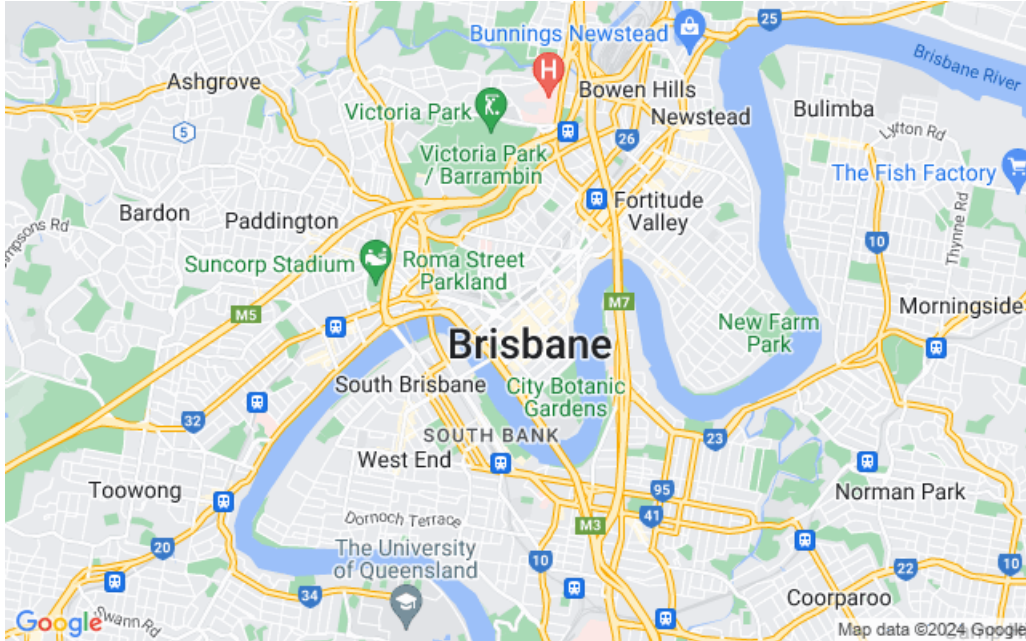 25
Bunnings Newstead
Brisbane River
Ashgrove
H
Bowen Hills
Victoria Park
Newstead
Bulimba
5
26
Lytton Rd
Victoria Park
/ Barrambin
The Fish Factory
Bardon
Paddington
Fortitude
Valley
Thynne Rd
mpsons Rd
10
Suncorp Stadium
Roma Street
Parkland
M5
M7
Morningside
New Farm
Park
Brisbane
South Brisbane
City Botanic
Gardens
32
SOUTH BANK
23
West End
Toowong
95
Norman Park
Dornoch Terrace
41
M3
20
The University
of Queensland
10
22
34
Coorparoo
Swann Rd
Google
Map data ©2024 Google